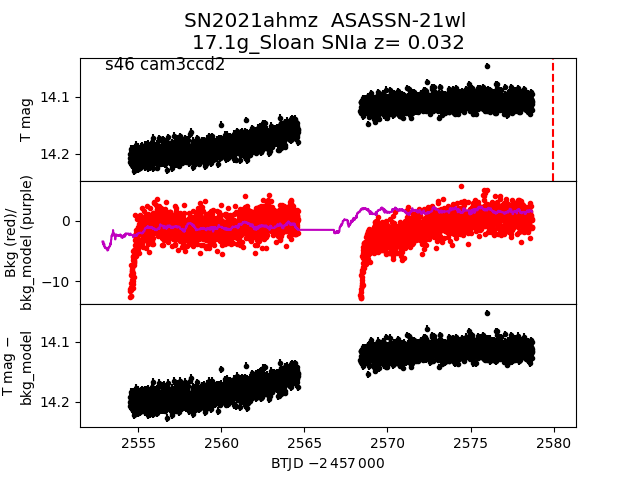 SN2021ahmz  ASASSN-21wl
17.1g_Sloan SNIa z= 0.032
s46 cam3ccd2
T mag
14.1
14.2
Bkg (red)/
bkg_model (purple)
0
−10
T mag −
bkg_model
14.1
14.2
2555
2560
2565
2570
2575
2580
BTJD −2 457 000